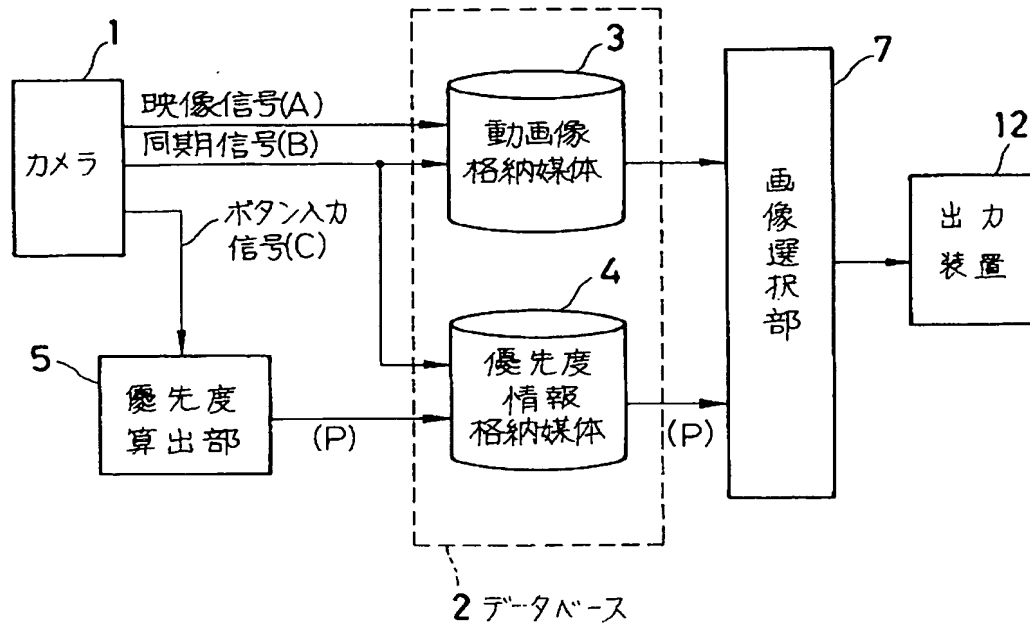 1
カメラ
映像信号(A)
同期信号(B)
ボタン入力
信号(C)
5
優先度
算出部
(P)
3
動画像
格納媒体
4
優先度
情報
格納媒体
(P)
2 データベース
7
画像選択部
12
出力
装置